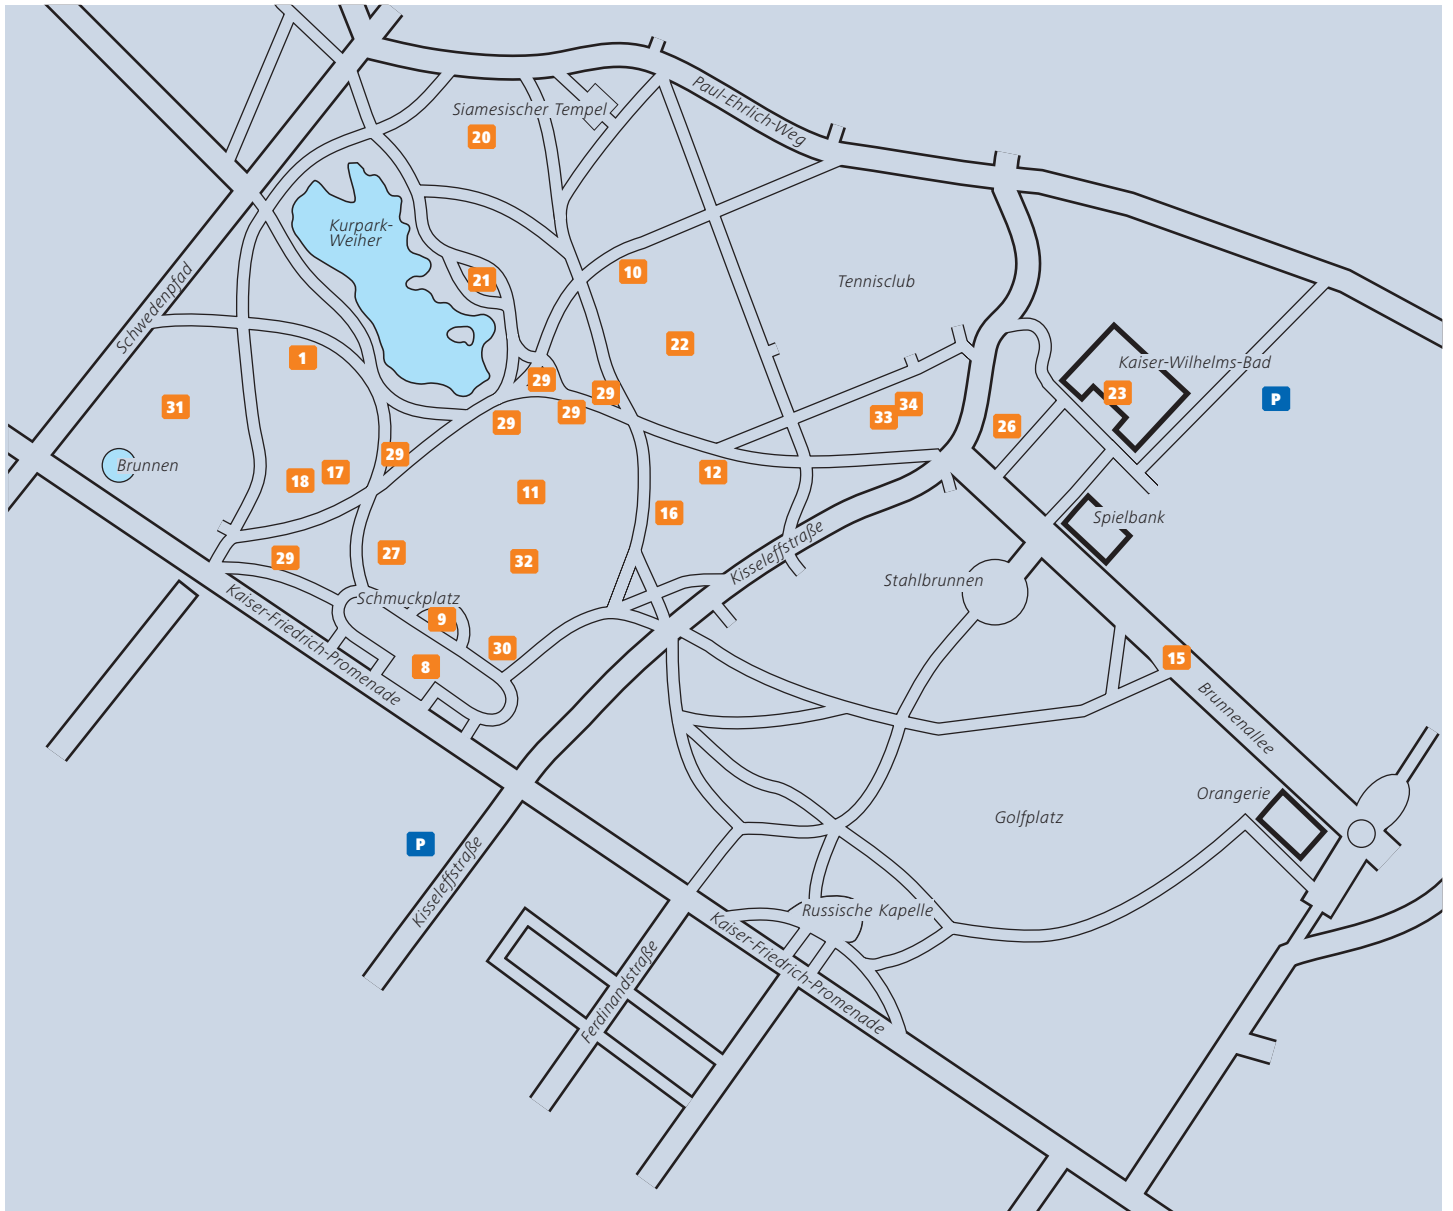 Paul-Ehrlich-Weg
Siamesischer Tempel
20
Kurpark-
Weiher
10
21
Tennisclub
Schwedenpfad
22
1
Kaiser-Wilhelms-Bad
29
29
23
P
31
29
29
34
33
26
29
Brunnen
18
17
12
11
16
Spielbank
Kisseleffstraße
29
27
32
Stahlbrunnen
Schmuckplatz
9
Kaiser-Friedrich-Promenade
30
8
15
Brunnenallee
Orangerie
Golfplatz
P
Kisseleffstraße
Russische Kapelle
Kaiser-Friedrich-Promenade
Ferdinandstraße